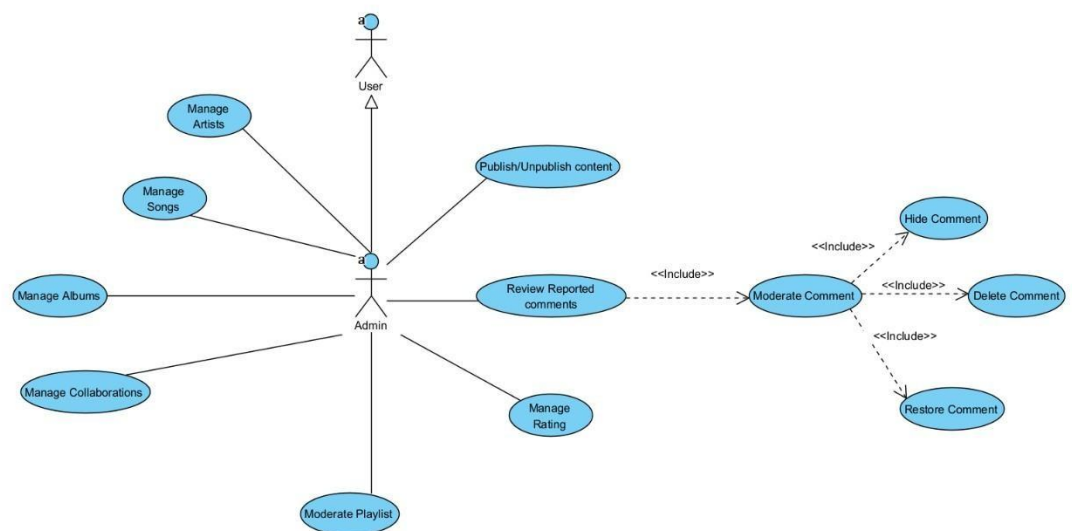 a
User
Manage
Artists
Publish/Unpublish content
Manage
Songs
Hide Comment
<<Include>>
a
<<Include>>
Manage Albums
Review Reported
comments
Moderate Comment
<<Include>>
Delete Comment
Admin
<<Include>>
Manage Collaborations
Manage
Rating
Restore Comment
Moderate Playlist